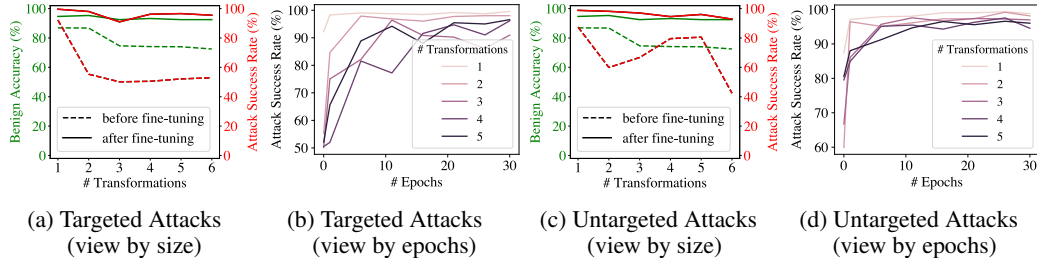 100
80
60
40
20
0
Benign Accuracy (%)
before fine-tuning
after fine-tuning
1 2 3 4 5 6
# Transformations
100
80
60
40
20
0
Attack Success Rate (%)
100
90
80
70
60
50
Attack Success Rate (%)
# Transformations
1
2
3
4
5
0 10 20 30
# Epochs
100
80
60
40
20
0
Benign Accuracy (%)
before fine-tuning
after fine-tuning
1 2 3 4 5 6
# Transformations
100
80
60
40
20
0
Attack Success Rate (%)
100
90
80
70
60
Attack Success Rate (%)
# Transformations
1
2
3
4
5
0 10 20 30
# Epochs
(a) Targeted Attacks
(view by size)
(b) Targeted Attacks
(view by epochs)
(c) Untargeted Attacks
(view by size)
(d) Untargeted Attacks
(view by epochs)